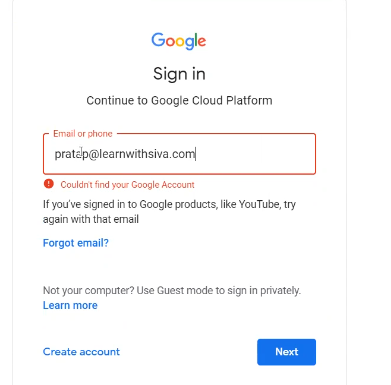 Google
Sign in
Continue to Google Cloud Platform
Email or phone
pratap@learnwithsiva.com
Couldn't find your Google Account
If you've signed in to Google products, like YouTube, try
again with that email
Forgot email?
Not your computer? Use Guest mode to sign in privately.
Learn more
Create account
Next